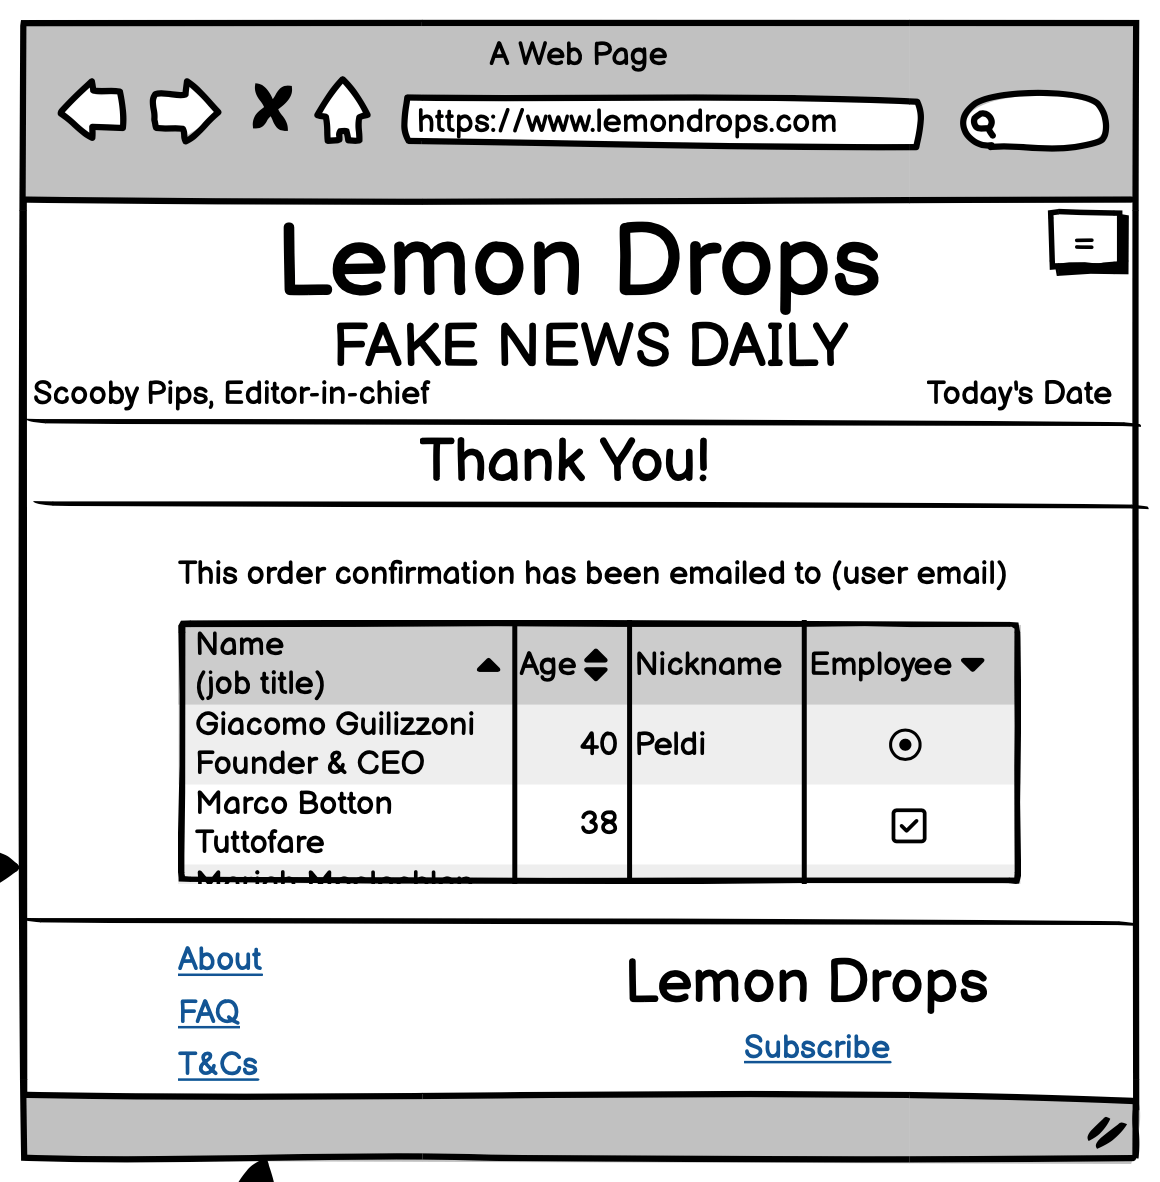 A Web Page
https://www.lemondrops.com
=
Lemon Drops
FAKE NEWS DAILY
Scooby Pips, Editor-in-chief
Today's Date
Thank You!
This order confirmation has been emailed to (user email)
Name
(job title)
Age
Nickname
Employee
Giacomo Guilizzoni
Founder & CEO
40
Peldi
Marco Botton
Tuttofare
38
About
FAQ
T&Cs
Lemon Drops
Subscribe